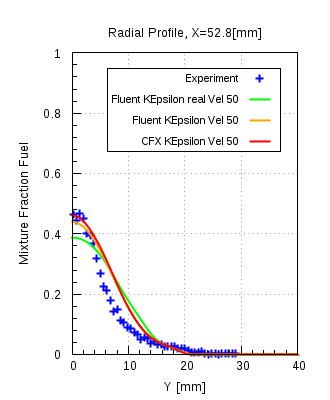 Radial Profile, X=52.8[mm]
1
Experiment
Fluent KEpsilon real Vel 50
Fluent KEpsilon Vel 50
CFX KEpsilon Vel 50
0.8
0.6
0.4
0.2
0
Mixture Fraction Fuel
0 10 20 30 40
Y [mm]